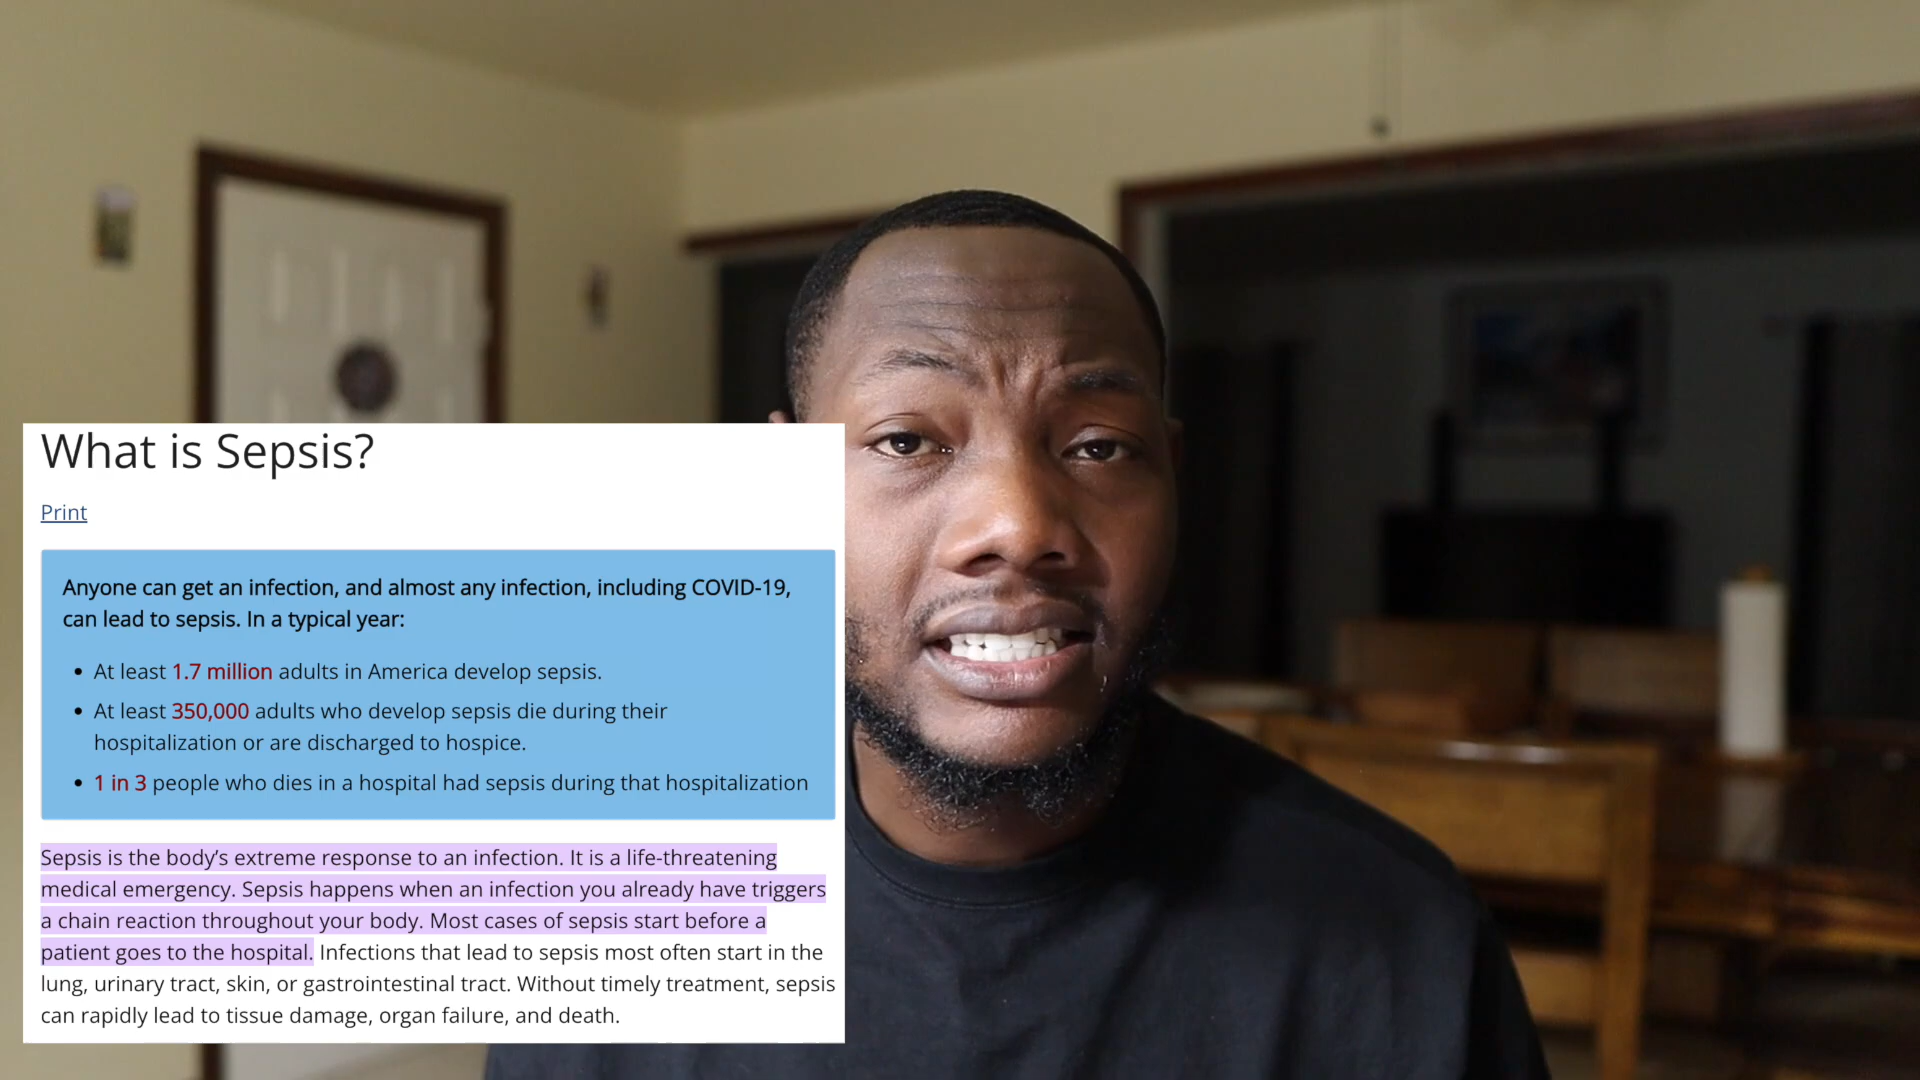 What is Sepsis?
Print
Anyone can get an infection, and almost any infection, including COVID-19,
can lead to sepsis. In a typical year:
• At least 1.7 million adults in America develop sepsis.
• At least 350,000 adults who develop sepsis die during their
hospitalization or are discharged to hospice.
• 1 in 3 people who dies in a hospital had sepsis during that hospitalization
Sepsis is the body’s extreme response to an infection. It is a life-threatening
medical emergency. Sepsis happens when an infection you already have triggers
a chain reaction throughout your body. Most cases of sepsis start before a
patient goes to the hospital. Infections that lead to sepsis most often start in the
lung, urinary tract, skin, or gastrointestinal tract. Without timely treatment, sepsis
can rapidly lead to tissue damage, organ failure, and death.